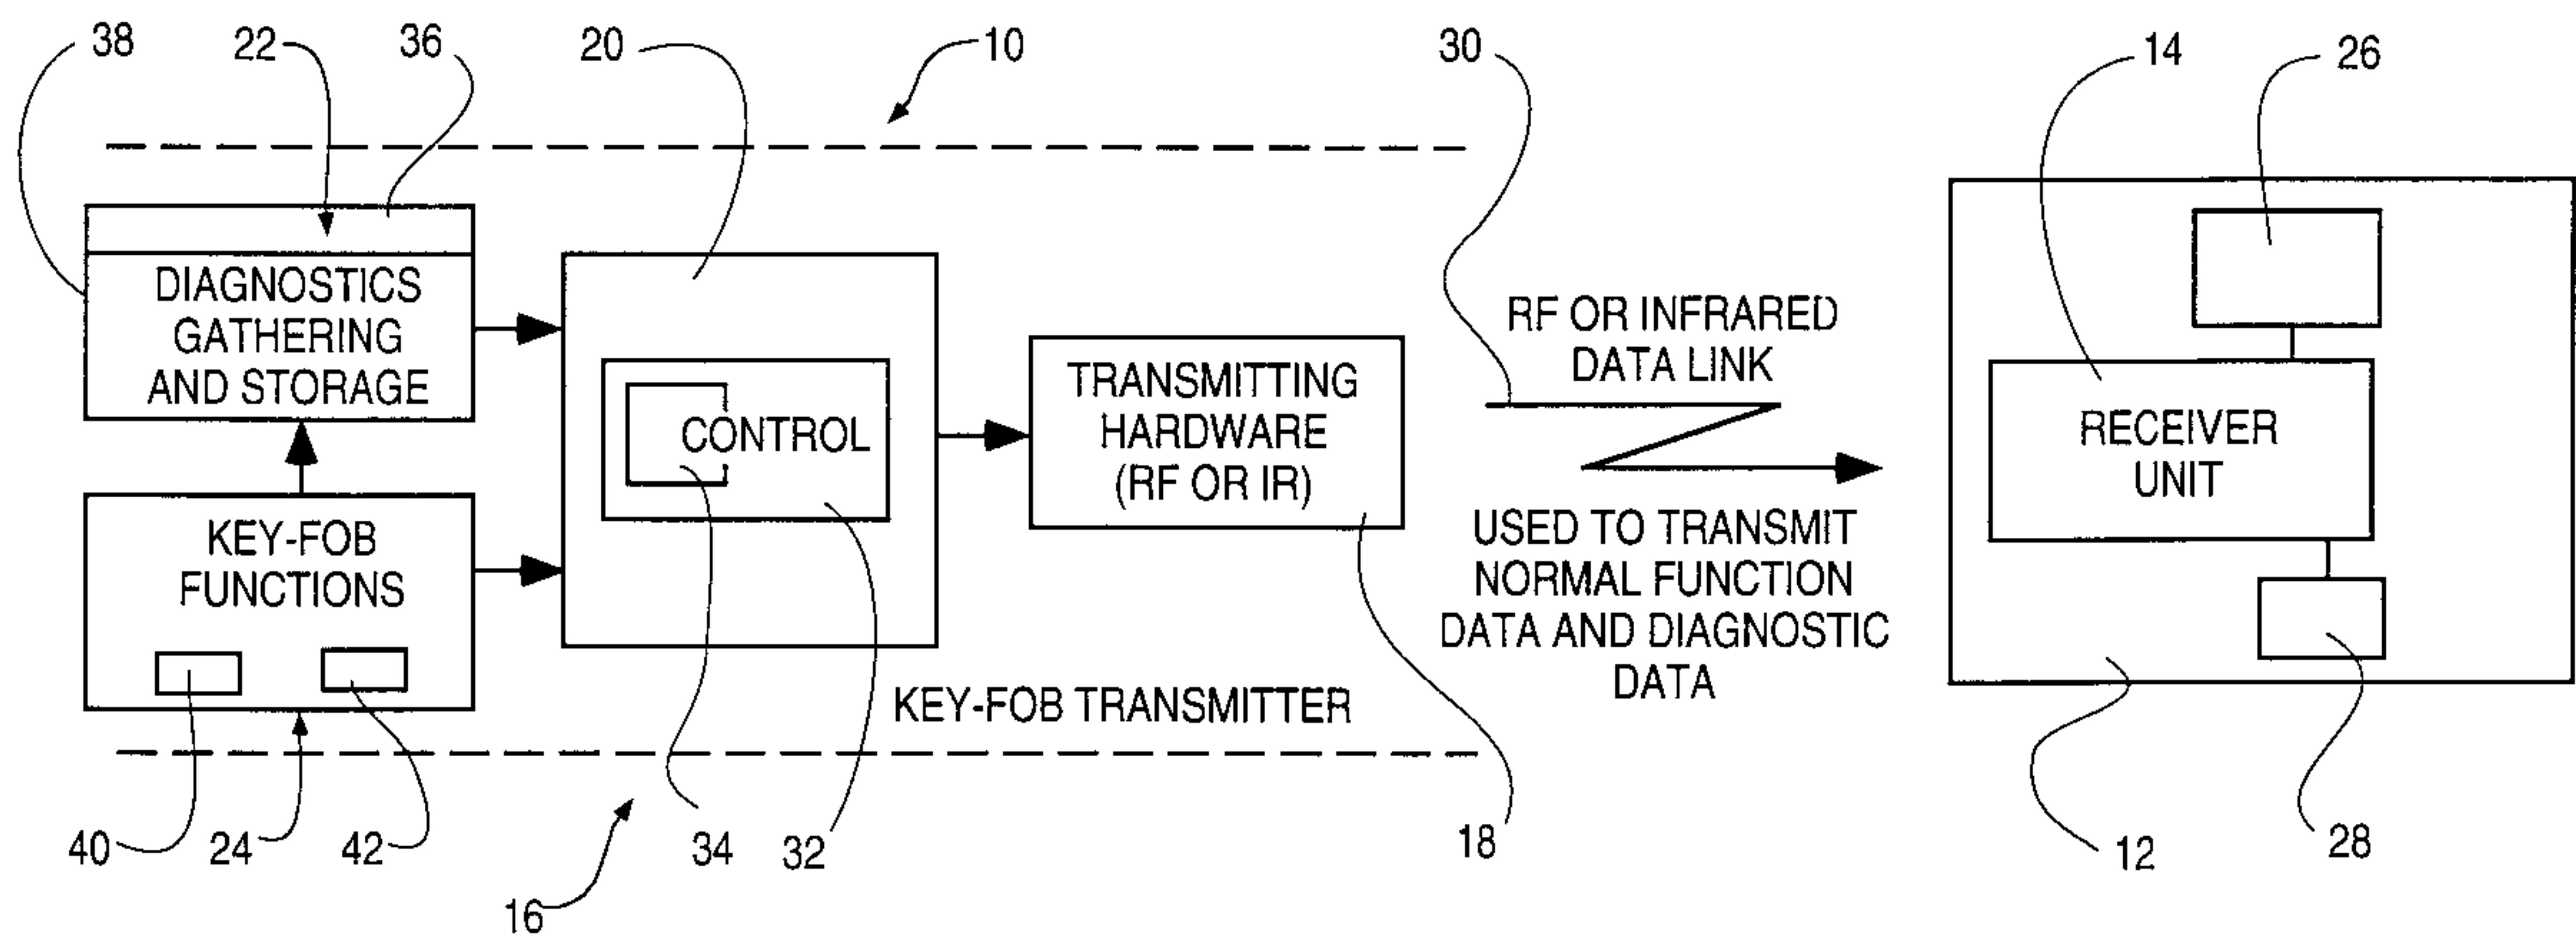 38
22
36
20
10
30
14
26
DIAGNOSTICS
GATHERING
AND STORAGE
KEY-FOB
FUNCTIONS
CONTROL
TRANSMITTING
HARDWARE
(RF OR IR)
RF OR INFRARED
DATA LINK
USED TO TRANSMIT
NORMAL FUNCTION
DATA AND DIAGNOSTIC
DATA
RECEIVER
UNIT
KEY-FOB TRANSMITTER
40
24
42
34
32
18
12
28
16